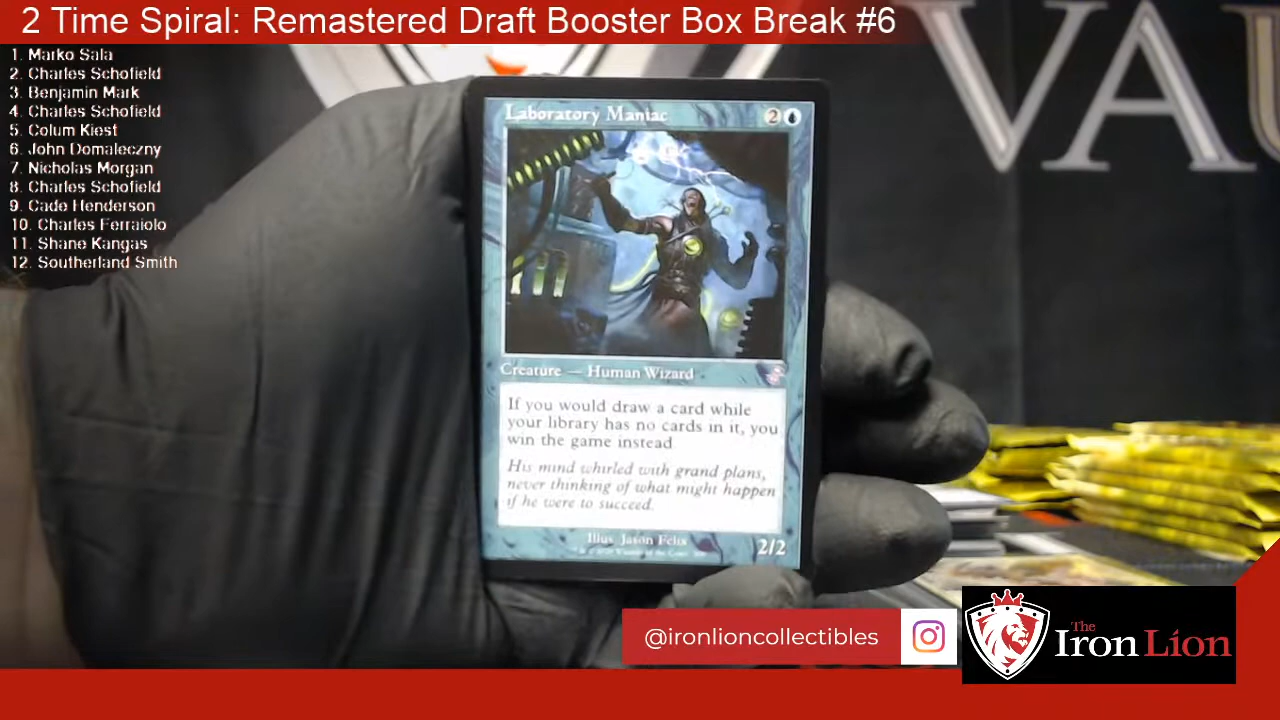 2 Time Spiral: Remastered Draft Booster Box Break #6
1. Marko Sala
2. Charles Schofield
3. Benjamin Mark
4. Charles Schofield
5. Colum Kiest
6. John Domaleczny
7. Nicholas Morgan
8. Charles Schofield
9. Cade Henderson
10. Charles Ferraiolo
11. Shane Kangas
12. Southerland Smith
VAU
Laboratory Maniac 2
Creature — Human Wizard
If you would draw a card while
your library has no cards in it, you
win the game instead
His mind whirled with grand plans,
never thinking of what might happen
if he were to succeed.
Illus. Jason Felix
2/2
@ironlioncollectibles
The
Iron Lion